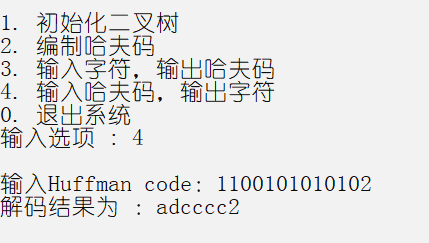 1. 初始化二叉树
2. 编制哈夫码
3. 输入字符，输出哈夫码
4. 输入哈夫码，输出字符
0. 退出系统
输入选项 : 4
输入Huffman code: 1100101010102
解码结果为 : adcccc2